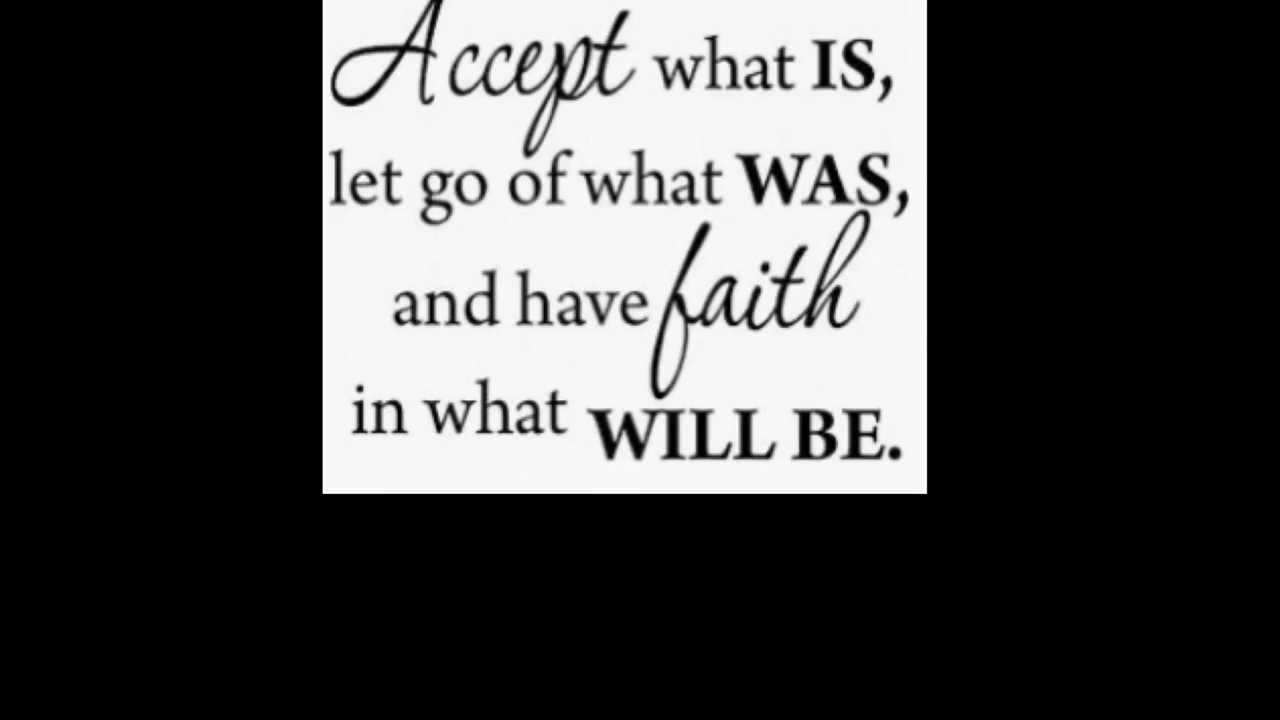 Accept what IS,
let go of what WAS,
and have faith
in what WILL BE.